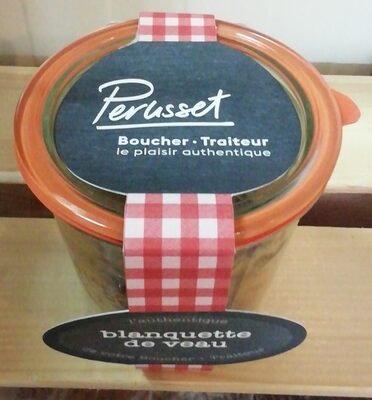 Perusset
Boucher · Traiteur
le plaisir authentique
l'authentique
blanquette
de veau
de votre Boucher · Traiteur